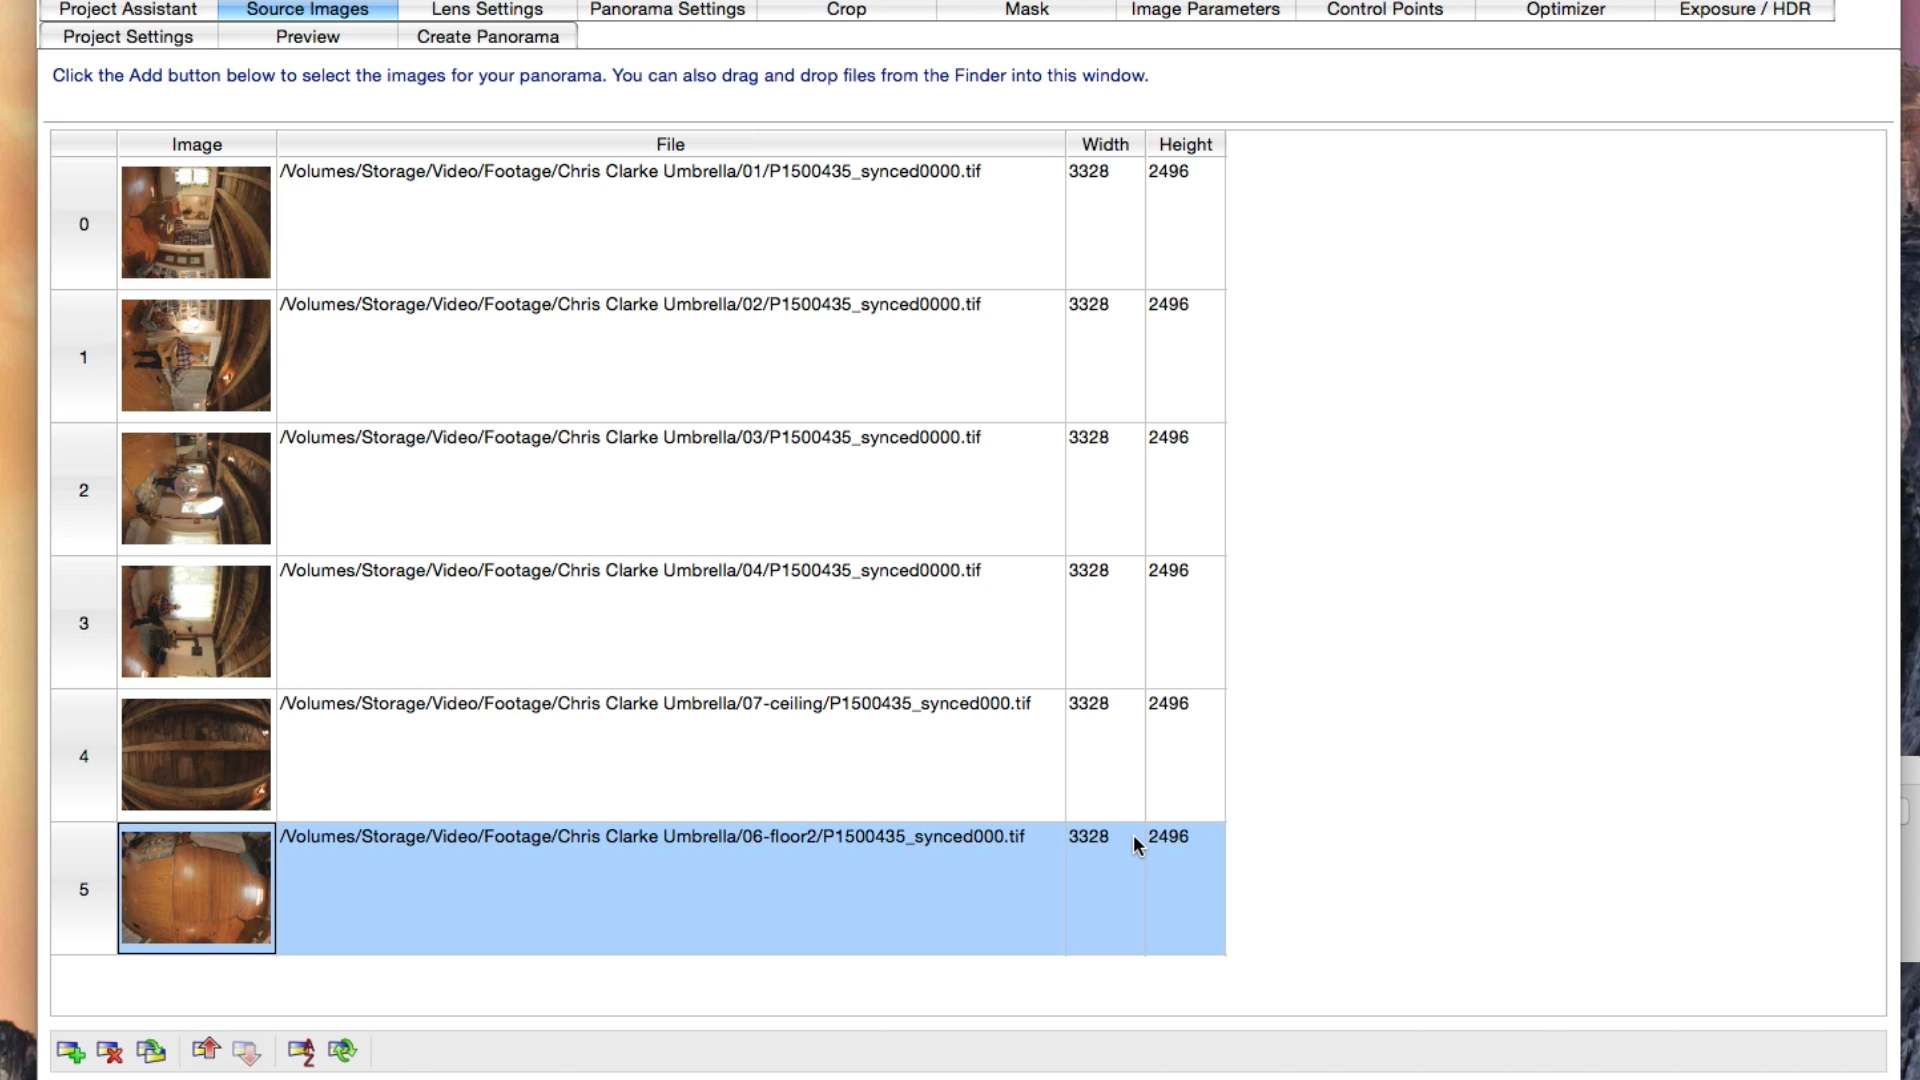 Project Assistant Source Images Lens Settings Panorama Settings Crop Mask Image Parameters Control Points Optimizer Exposure / HDR
Project Settings Preview Create Panorama
Click the Add button below to select the images for your panorama. You can also drag and drop files from the Finder into this window.
Image File Width Height
0 /Volumes/Storage/Video/Footage/Chris Clarke Umbrella/01/P1500435_synced0000.tif 3328 2496
1 /Volumes/Storage/Video/Footage/Chris Clarke Umbrella/02/P1500435_synced0000.tif 3328 2496
2 /Volumes/Storage/Video/Footage/Chris Clarke Umbrella/03/P1500435_synced0000.tif 3328 2496
3 /Volumes/Storage/Video/Footage/Chris Clarke Umbrella/04/P1500435_synced0000.tif 3328 2496
4 /Volumes/Storage/Video/Footage/Chris Clarke Umbrella/07-ceiling/P1500435_synced000.tif 3328 2496
5 /Volumes/Storage/Video/Footage/Chris Clarke Umbrella/06-floor2/P1500435_synced000.tif 3328 2496
A
Z